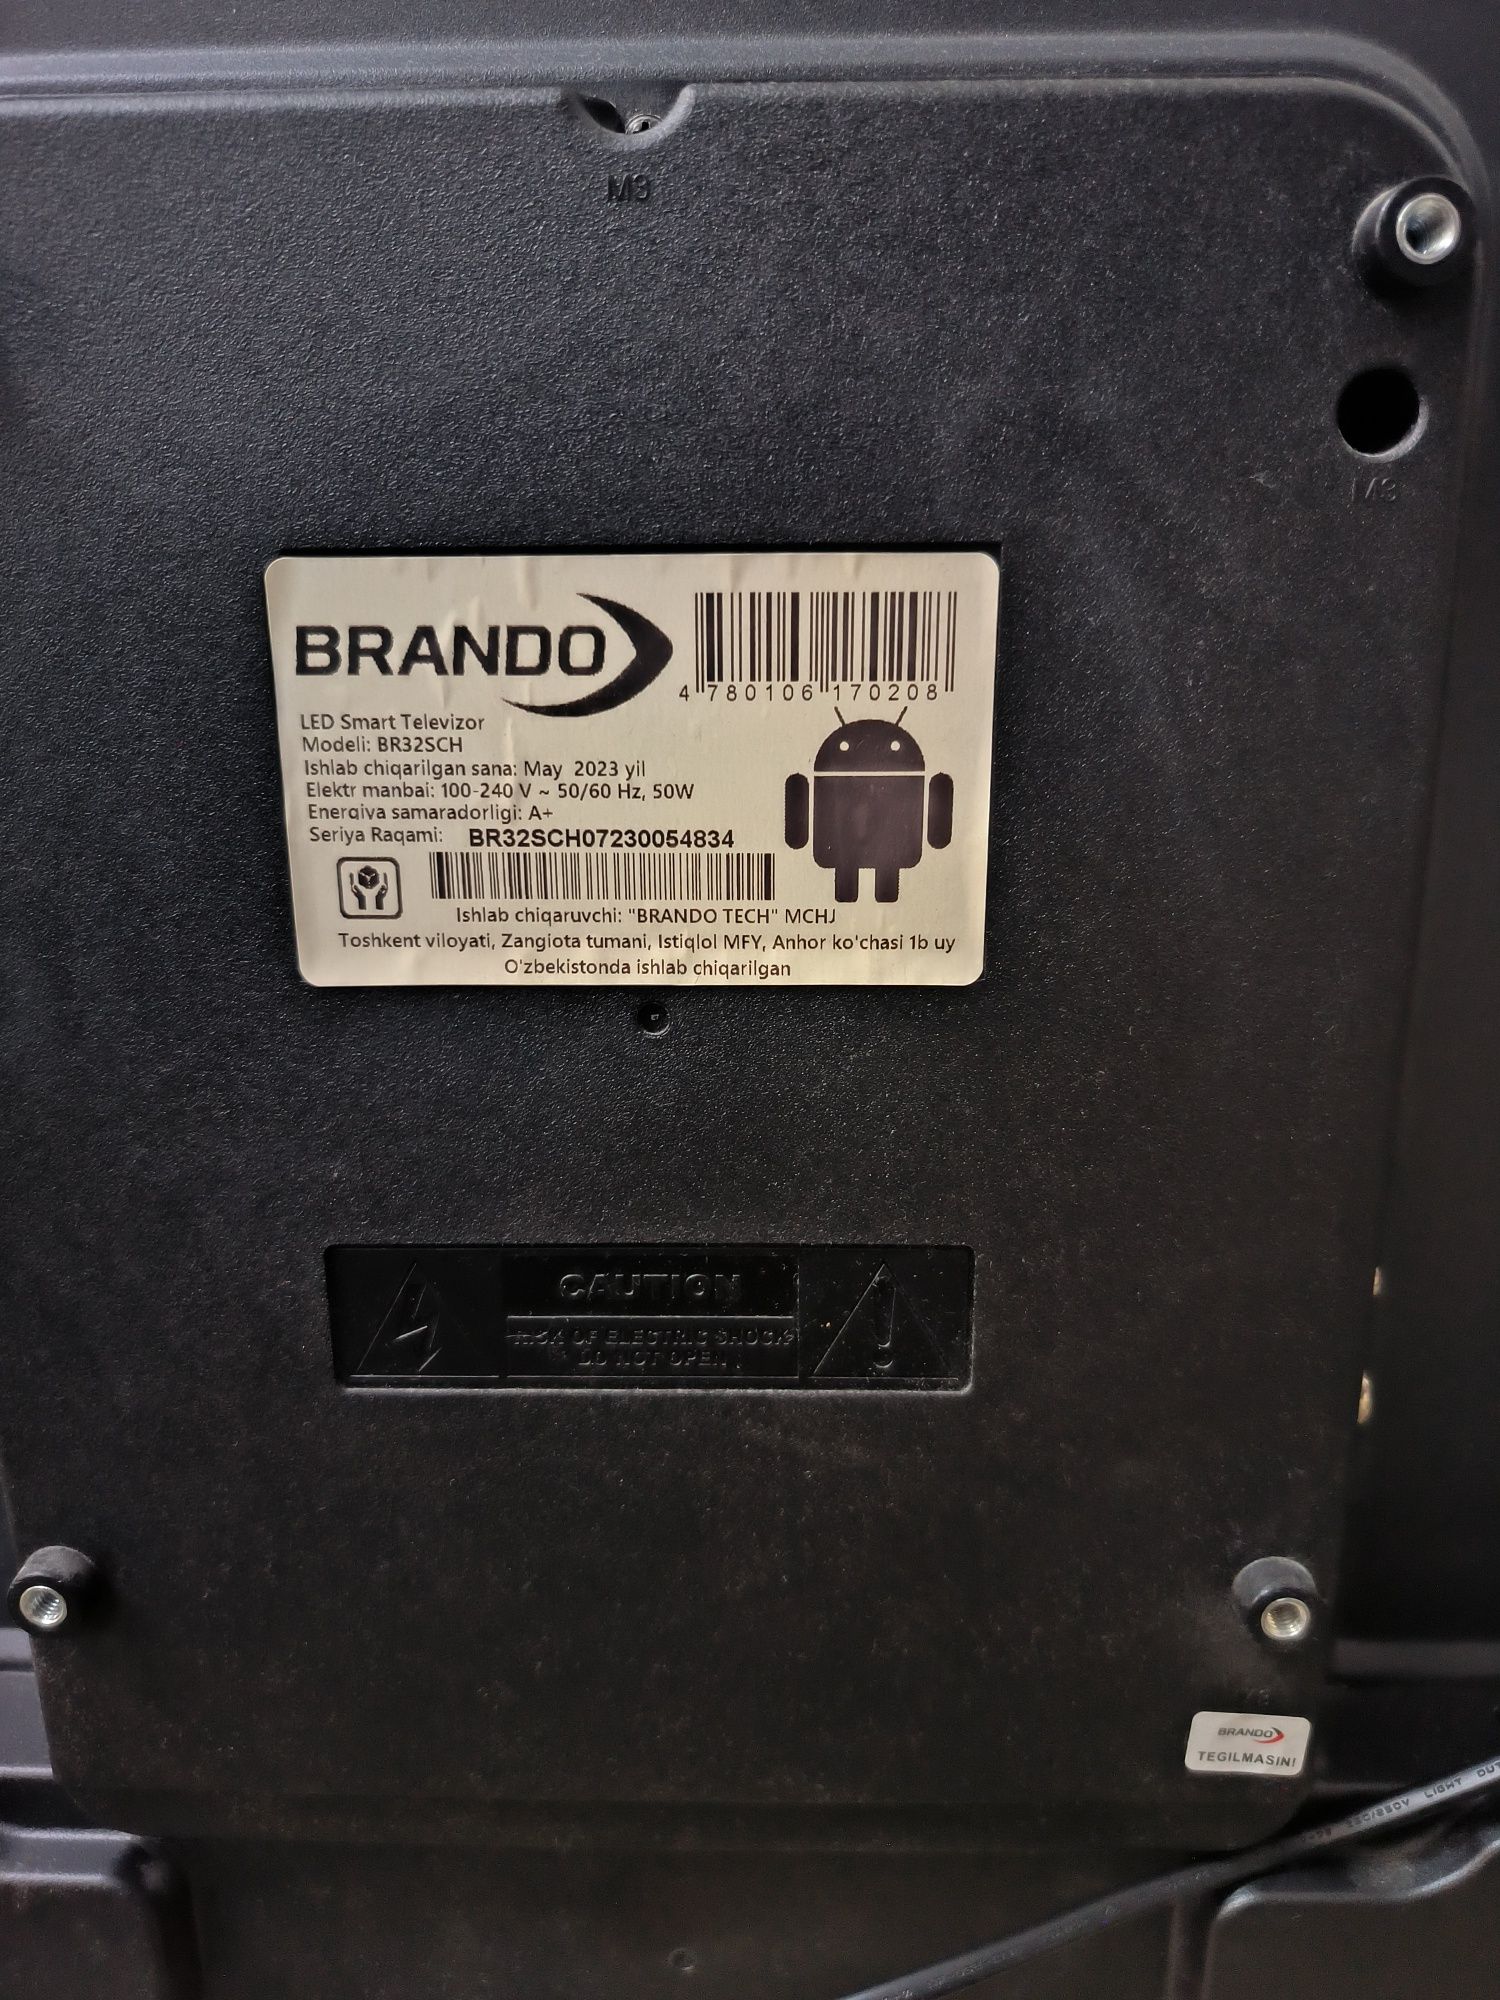 M3
M3
BRANDO
4 780106 170208
LED Smart Televizor
Modeli: BR32SCH
Ishlab chiqarilgan sana: May 2023 yil
Elektr manbai: 100-240 V ~ 50/60 Hz, 50W
Energiya samaradorligi: A+
Seriya Raqami: BR32SCH07230054834
Ishlab chiqaruvchi: "BRANDO TECH" MCHJ
Toshkent viloyati, Zangiota tumani, Istiqlol MFY, Anhor ko'chasi 1b uy
O'zbekistonda ishlab chiqarilgan
CAUTION
RISK OF ELECTRIC SHOCK
DO NOT OPEN
BRANDO
TEGILMASIN!
LIGHT DUT